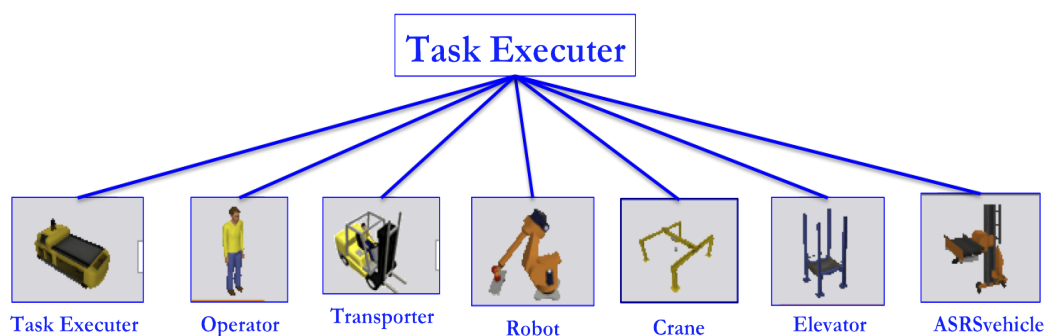 Task Executer
Task Executer
Operator
Transporter
Robot
Crane
Elevator
ASRSvehicle